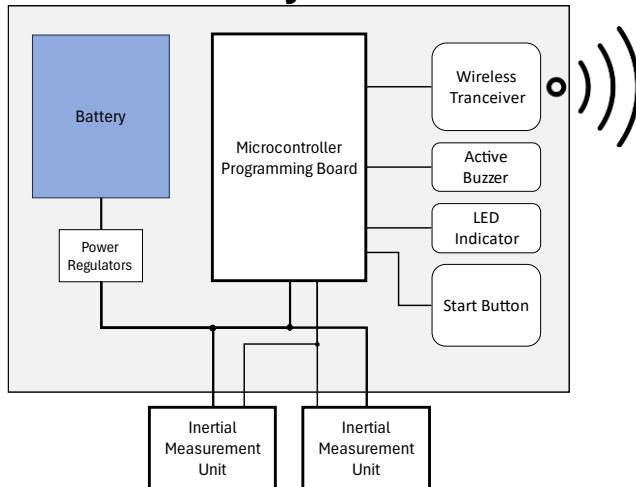 Battery
Microcontroller
Programming Board
Wireless
Tranceiver
Active
Buzzer
LED
Indicator
Start Button
Power
Regulators
Inertial
Measurement
Unit
Inertial
Measurement
Unit